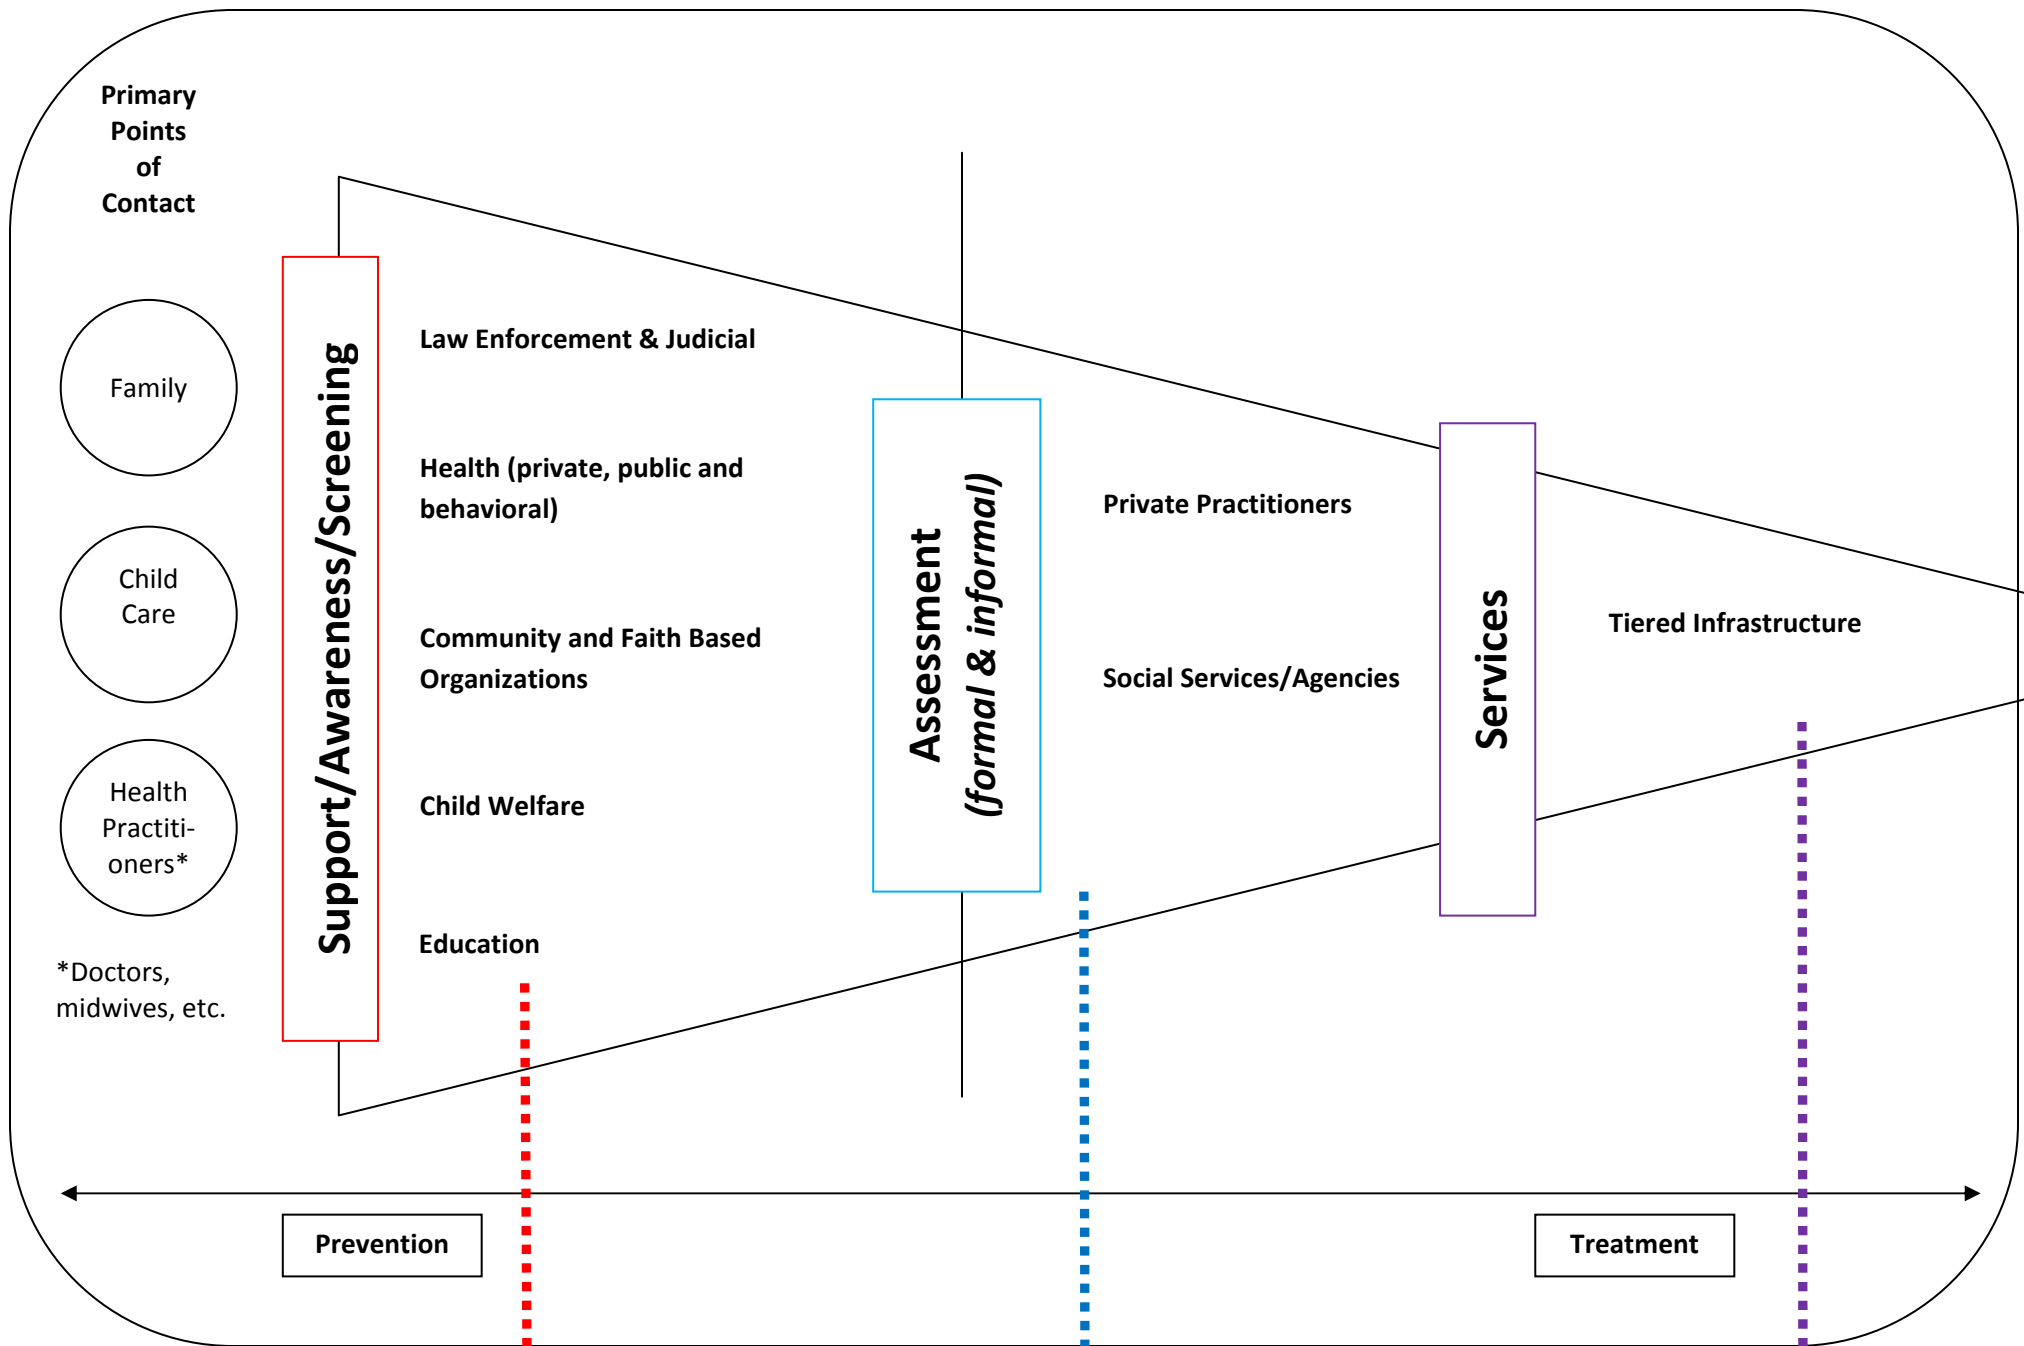 Primary
Points
of
Contact
Family
Child
Care
Health
Practiti-
oners*
*Doctors,
midwives, etc.
Support/Awareness/Screening
Law Enforcement & Judicial
Health (private, public and
behavioral)
Community and Faith Based
Organizations
Child Welfare
Education
Assessment
(formal & informal)
Private Practitioners
Social Services/Agencies
Services
Tiered Infrastructure
Prevention
Treatment